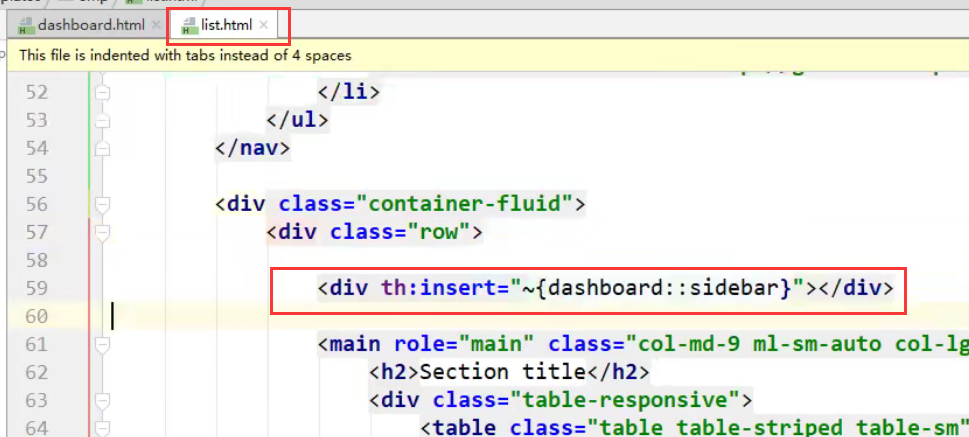 dashboard.html list.html
This file is indented with tabs instead of 4 spaces
52 </li>
53 </ul>
54 </nav>
55
56 <div class="container-fluid">
57 <div class="row">
58
59 <div th:insert="~{dashboard::sidebar}"></div>
60
61 <main role="main" class="col-md-9 ml-sm-auto col-lg
62 <h2>Section title</h2>
63 <div class="table-responsive">
64 <table class="table table-striped table-sm"